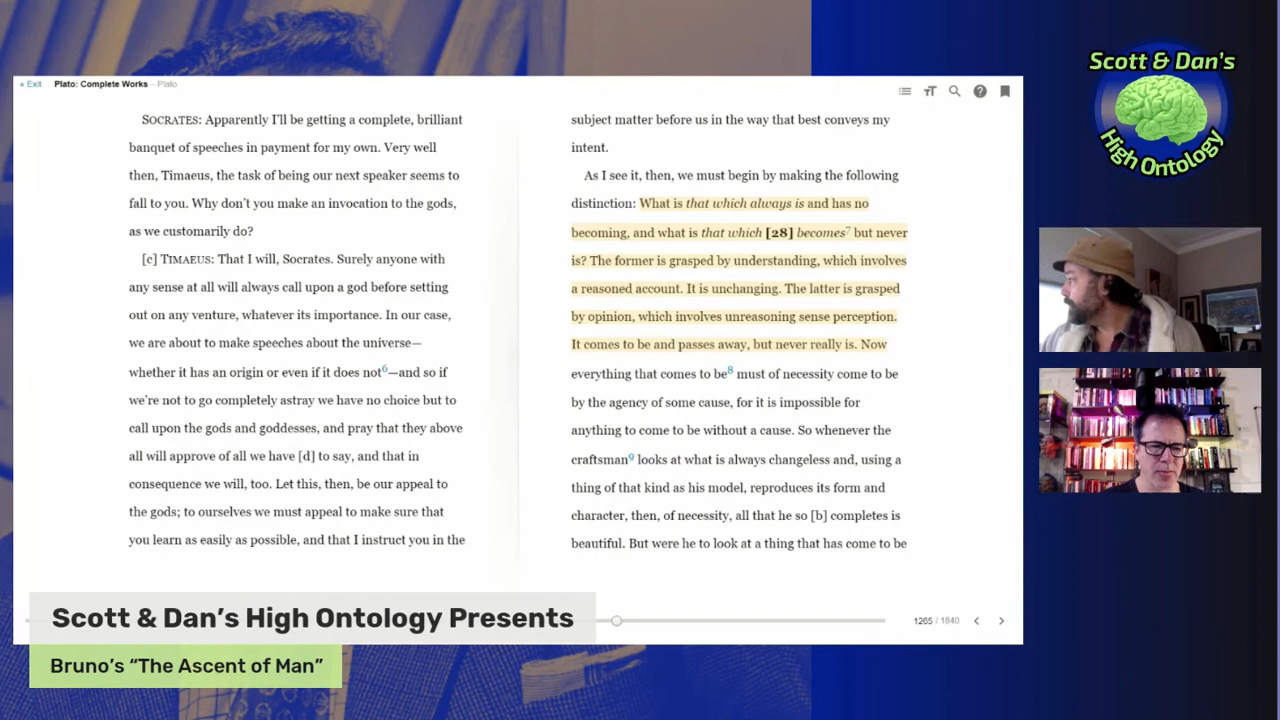 « Exit Plato: Complete Works – Plato
SOCRATES: Apparently I'll be getting a complete, brilliant
banquet of speeches in payment for my own. Very well
then, Timaeus, the task of being our next speaker seems to
fall to you. Why don't you make an invocation to the gods,
as we customarily do?
[c] TIMAEUS: That I will, Socrates. Surely anyone with
any sense at all will always call upon a god before setting
out on any venture, whatever its importance. In our case,
we are about to make speeches about the universe—
whether it has an origin or even if it does not6—and so if
we're not to go completely astray we have no choice but to
call upon the gods and goddesses, and pray that they above
all will approve of all we have [d] to say, and that in
consequence we will, too. Let this, then, be our appeal to
the gods; to ourselves we must appeal to make sure that
you learn as easily as possible, and that I instruct you in the
subject matter before us in the way that best conveys my
intent.
As I see it, then, we must begin by making the following
distinction: What is that which always is and has no
becoming, and what is that which [28] becomes7 but never
is? The former is grasped by understanding, which involves
a reasoned account. It is unchanging. The latter is grasped
by opinion, which involves unreasoning sense perception.
It comes to be and passes away, but never really is. Now
everything that comes to be8 must of necessity come to be
by the agency of some cause, for it is impossible for
anything to come to be without a cause. So whenever the
craftsman9 looks at what is always changeless and, using a
thing of that kind as his model, reproduces its form and
character, then, of necessity, all that he so [b] completes is
beautiful. But were he to look at a thing that has come to be
1265 / 1840
Scott & Dan's High Ontology Presents
Bruno's “The Ascent of Man”
Scott & Dan's
High Ontology